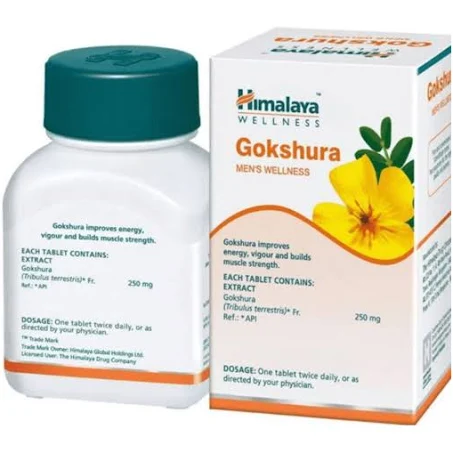 Gokshura improves energy,
vigour and builds muscle strength.
EACH TABLET CONTAINS:
EXTRACT
Gokshura
(Tribulus terrestris)* Fr. 250 mg
Ref.: *API
DOSAGE: One tablet twice daily, or as
directed by your physician.
™ Trade Mark
Trade Mark Owner: Himalaya Global Holdings Ltd.
Licensed User: The Himalaya Drug Company
Himalaya
Gokshura
MEN'S WELLNESS
Himalaya™
WELLNESS
Gokshura
MEN'S WELLNESS
Gokshura improves
energy, vigour and builds
muscle strength.
EACH TABLET CONTAINS:
EXTRACT
Gokshura
(Tribulus terrestris)* Fr. 250 mg
Ref.: *API
DOSAGE: One tablet twice daily, or as
directed by your physician.